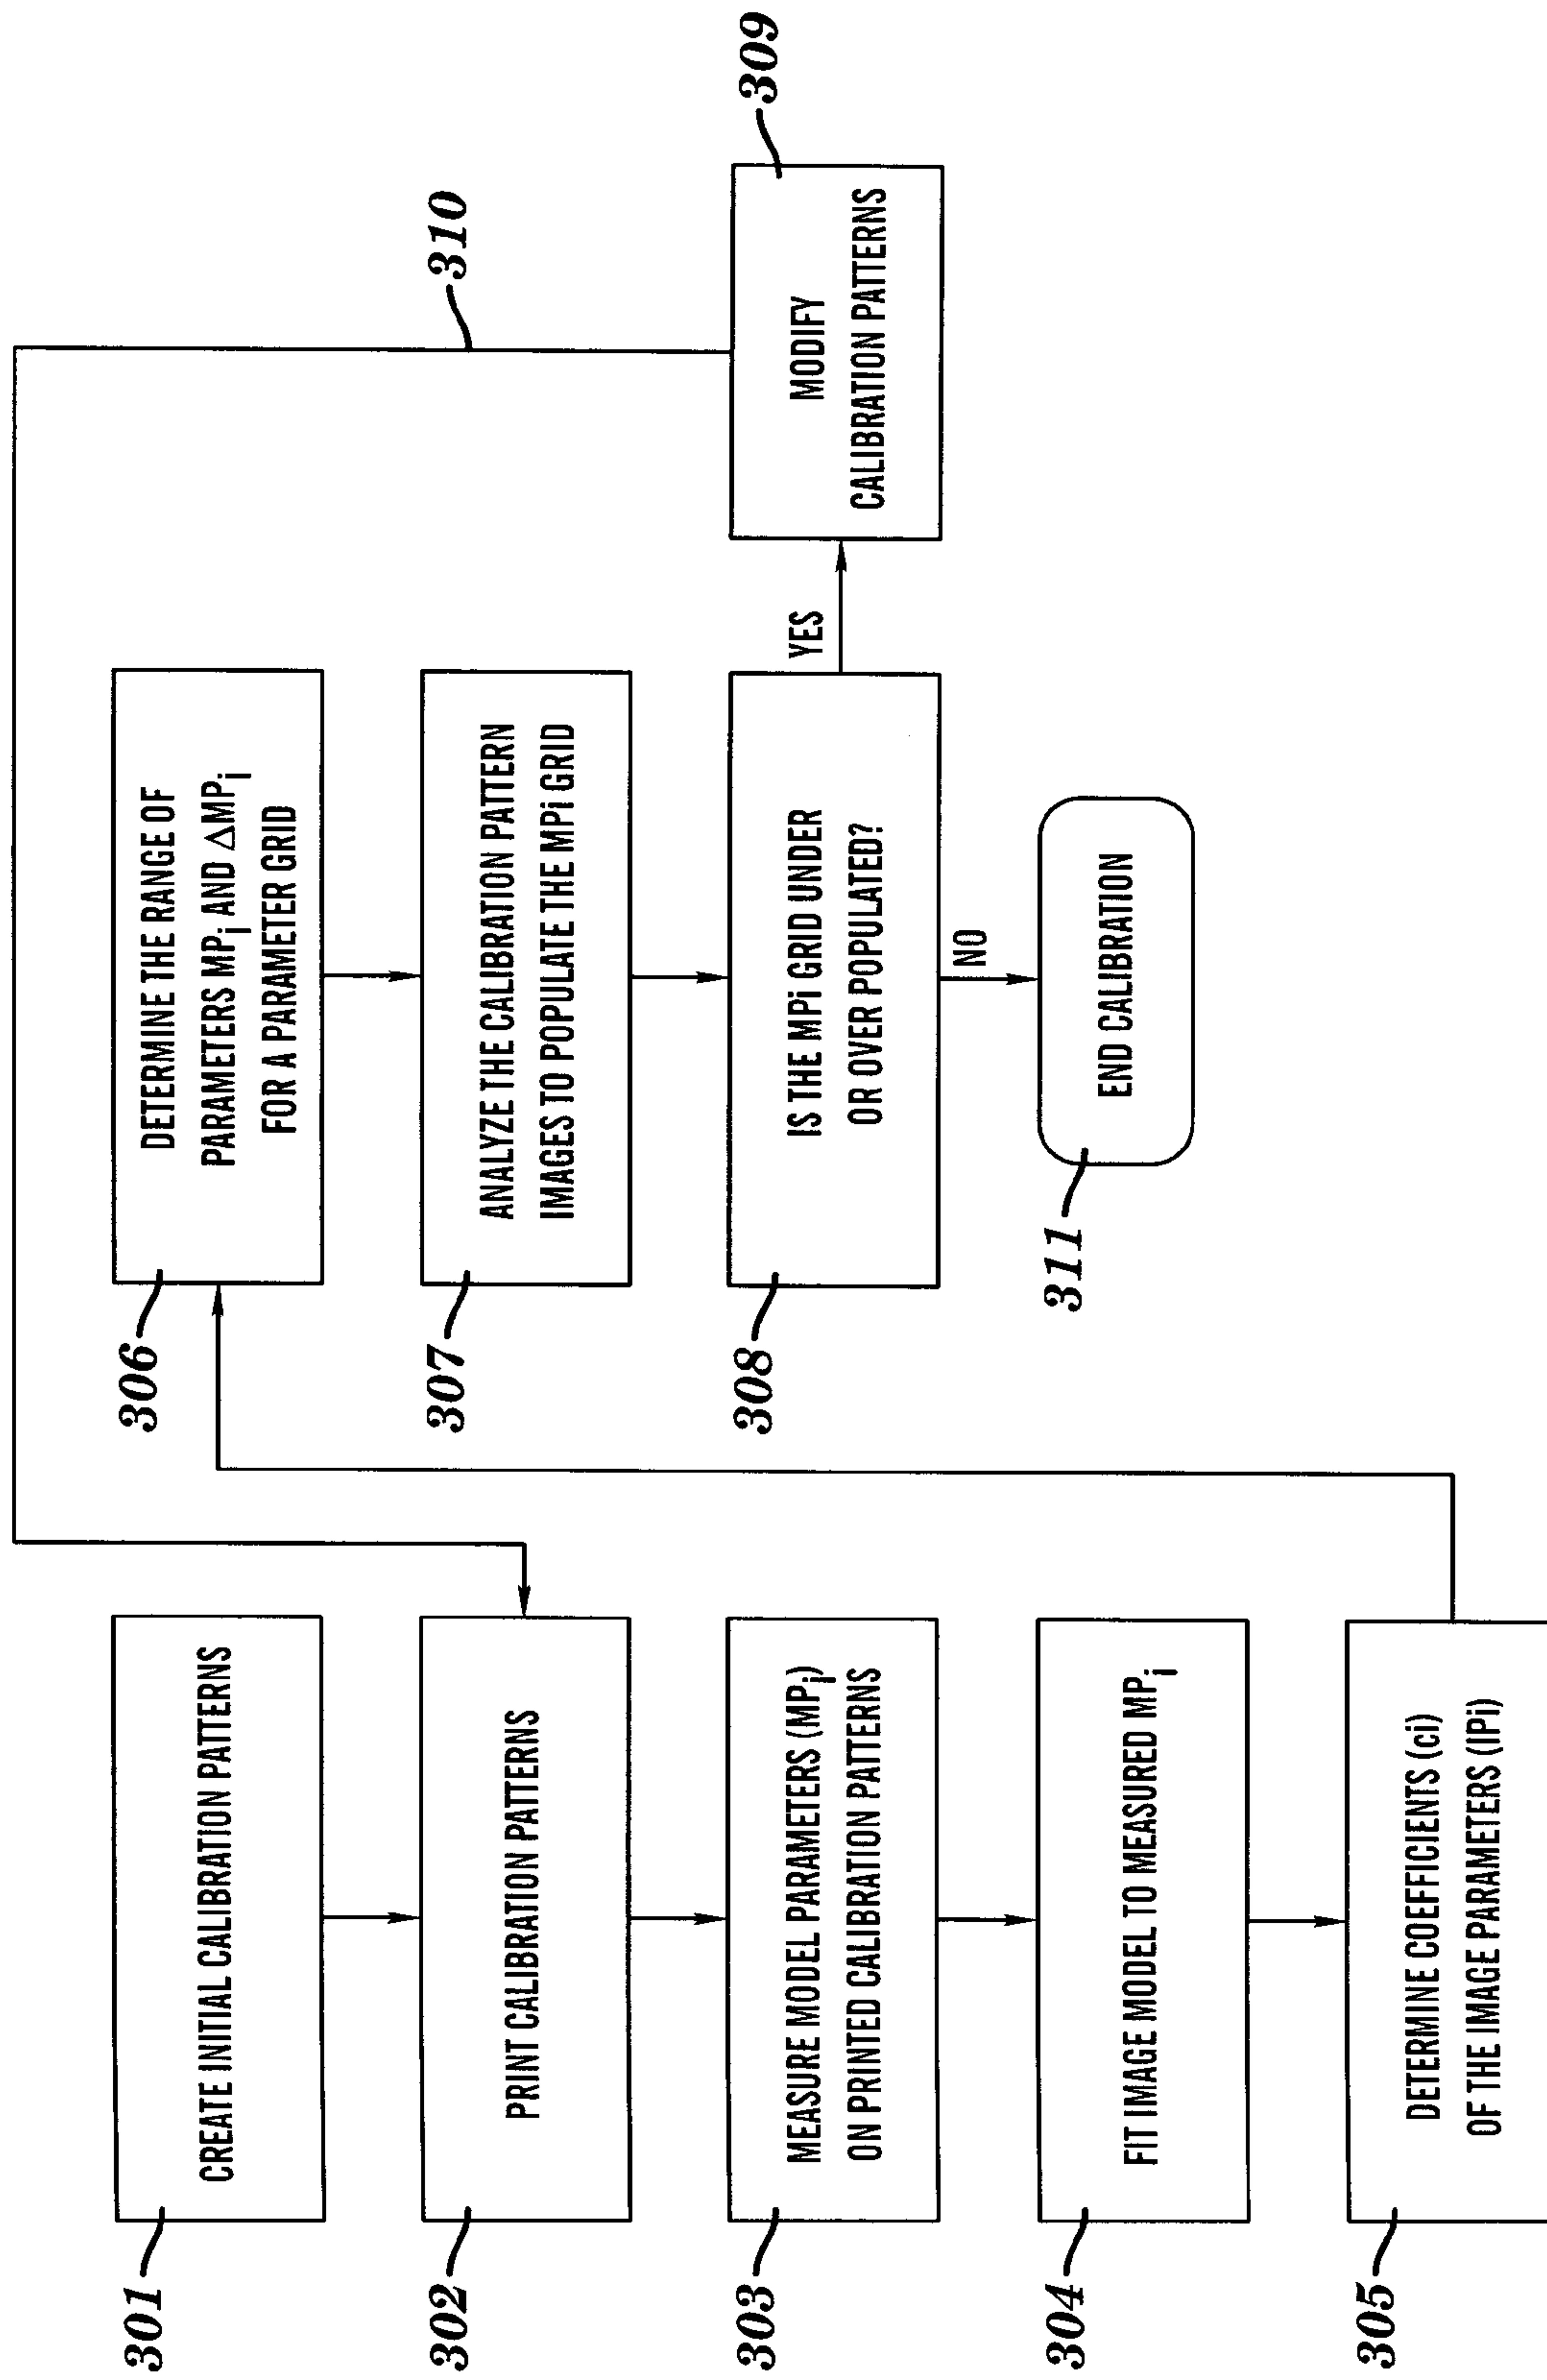 301
CREATE INITIAL CALIBRATION PATTERNS
302
PRINT CALIBRATION PATTERNS
303
MEASURE MODEL PARAMETERS (MPi)
ON PRINTED CALIBRATION PATTERNS
304
FIT IMAGE MODEL TO MEASURED MPi
305
DETERMINE COEFFICIENTS (ci)
OF THE IMAGE PARAMETERS (IPi)
306
DETERMINE THE RANGE OF
PARAMETERS MPi AND ΔMPi
FOR A PARAMETER GRID
307
ANALYZE THE CALIBRATION PATTERN
IMAGES TO POPULATE THE MPi GRID
308
IS THE MPi GRID UNDER
OR OVER POPULATED?
YES
NO
309
MODIFY
CALIBRATION PATTERNS
310
311
END CALIBRATION